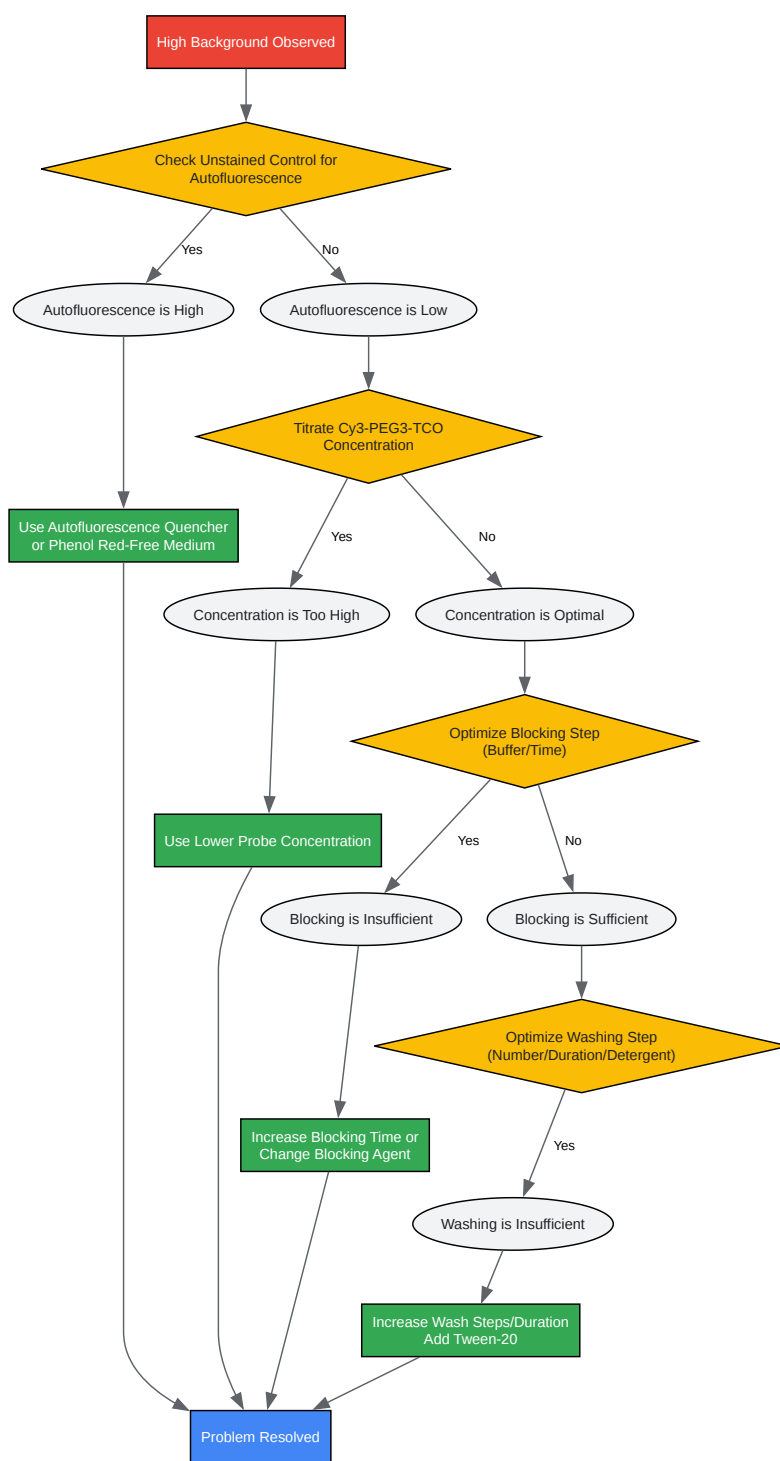 High Background Observed
Check Unstained Control for
Autofluorescence
Yes
No
Autofluorescence is High
Autofluorescence is Low
Titrate Cy3-PEG3-TCO
Concentration
Use Autofluorescence Quencher
or Phenol Red-Free Medium
Yes
No
Concentration is Too High
Concentration is Optimal
Optimize Blocking Step
(Buffer/Time)
Use Lower Probe Concentration
Yes
No
Blocking is Insufficient
Blocking is Sufficient
Optimize Washing Step
(Number/Duration/Detergent)
Increase Blocking Time or
Change Blocking Agent
Yes
Washing is Insufficient
Increase Wash Steps/Duration
Add Tween-20
Problem Resolved